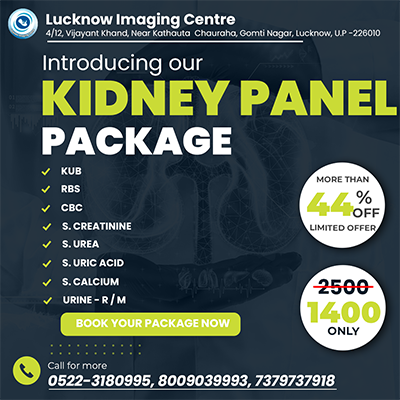 Lucknow Imaging Centre
4/12, Vijayant Khand, Near Kathauta Chauraha, Gomti Nagar, Lucknow, U.P -226010
Introducing our
KIDNEY PANEL
PACKAGE
KUB
RBS
CBC
S. CREATININE
S. UREA
S. URIC ACID
S. CALCIUM
URINE - R / M
MORE THAN
44% OFF
LIMITED OFFER
2500
1400
ONLY
BOOK YOUR PACKAGE NOW
Call for more
0522-3180995, 8009039993, 7379737918